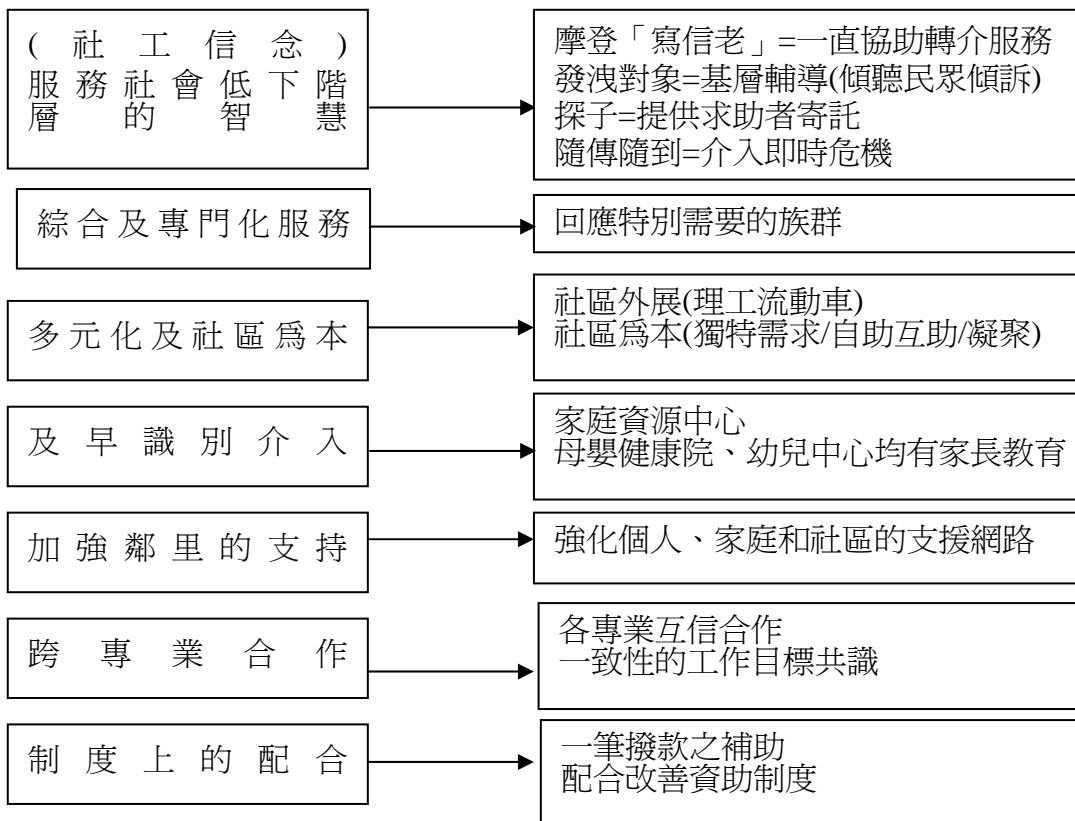 (社工信念)
服務社會低下階
層的智慧
摩登「寫信老」=一直協助轉介服務
發洩對象=基層輔導(傾聽民眾傾訴)
探子=提供求助者寄託
隨傳隨到=介入即時危機
綜合及專門化服務
回應特別需要的族群
多元化及社區爲本
社區外展(理工流動車)
社區爲本(獨特需求/自助互助/凝聚)
及早識別介入
家庭資源中心
母嬰健康院、幼兒中心均有家長教育
加強鄰里的支持
強化個人、家庭和社區的支援網路
跨專業合作
各專業互信合作
一致性的工作目標共識
制度上的配合
一筆撥款之補助
配合改善資助制度